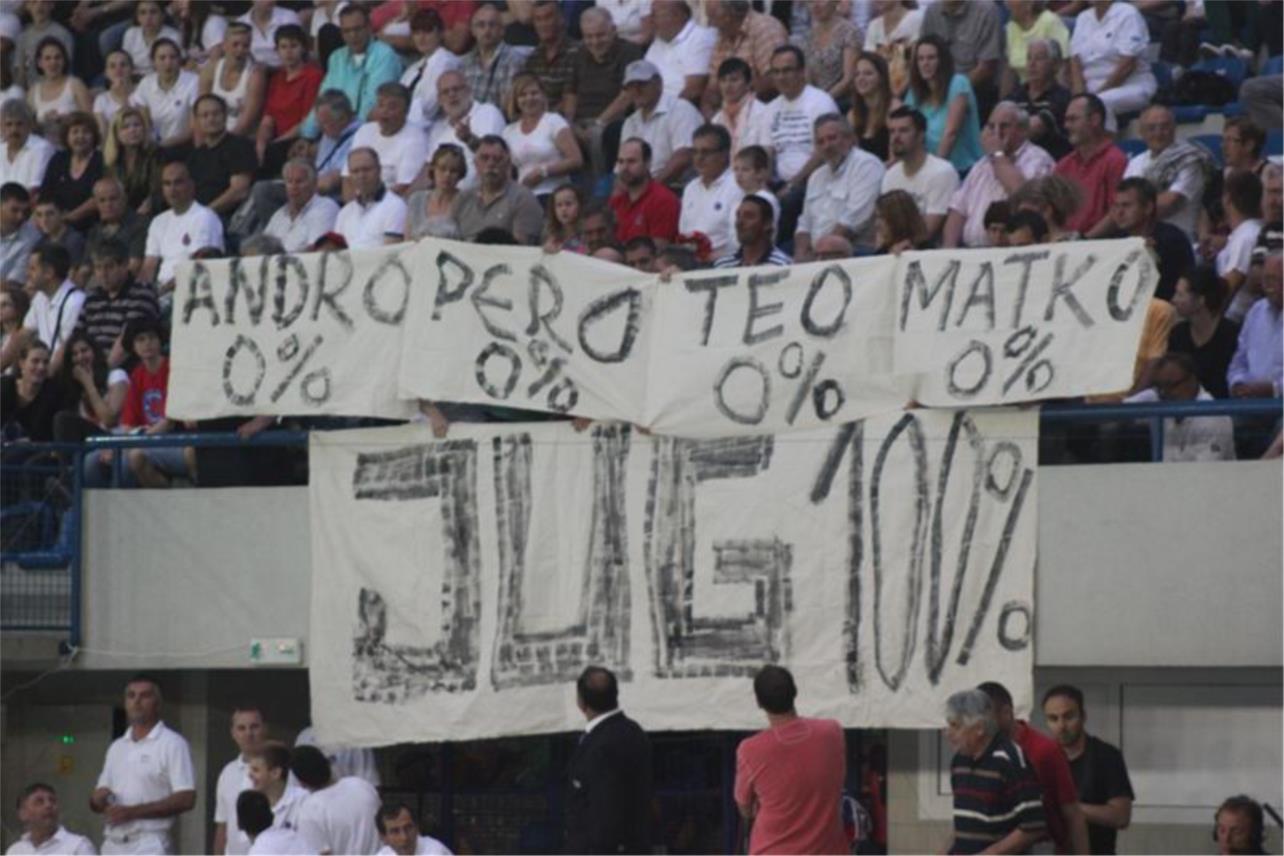 ANDRO PERO TEO MATKO
0% 0% 0% 0%
JUG 100%